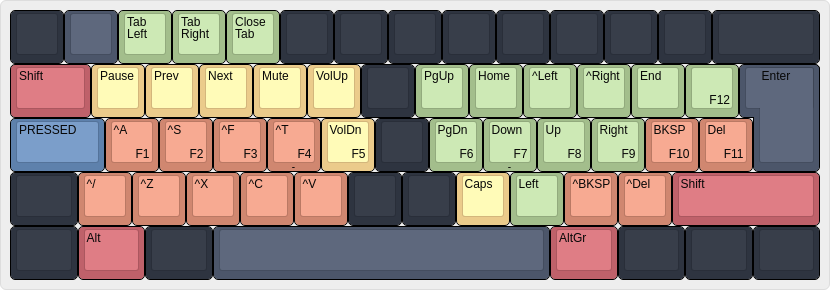 Tab Left
Tab Right
Close Tab
Shift
Pause
Prev
Next
Mute
VolUp
PgUp
Home
^Left
^Right
End
F12
Enter
PRESSED
^A
F1
^S
F2
^F
F3
^T
F4
-
VolDn
F5
PgDn
F6
Down
F7
-
Up
F8
Right
F9
BKSP
F10
Del
F11
^/
^Z
^X
^C
^V
Caps
Left
^BKSP
^Del
Shift
Alt
AltGr